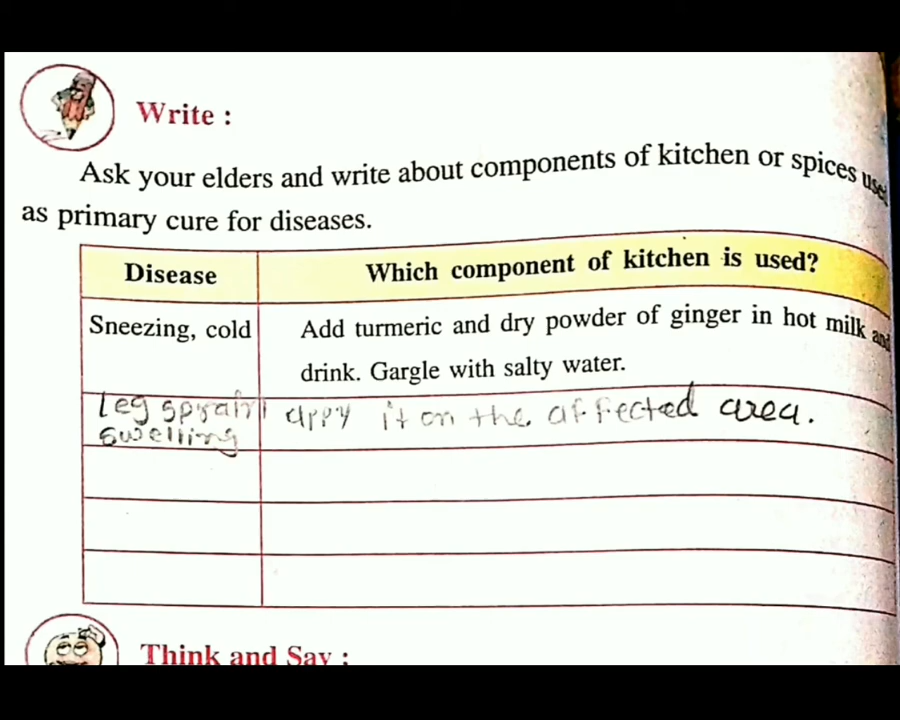 Write :
Ask your elders and write about components of kitchen or spices used
as primary cure for diseases.
Disease
Which component of kitchen is used?
Sneezing, cold
Add turmeric and dry powder of ginger in hot milk and
drink. Gargle with salty water.
Leg sprain
swelling
appy it on the affected area.
Think and Say :